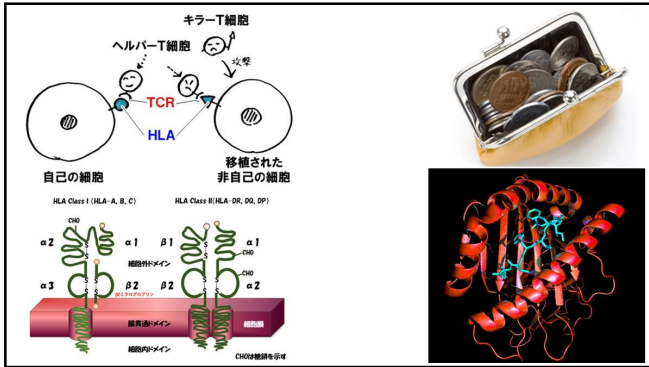 キラーT細胞
ヘルパーT細胞
攻撃
TCR
HLA
自己の細胞
移植された
非自己の細胞
HLA Class I (HLA-A, B, C)
HLA Class II(HLA-DR, DQ, DP)
CHO
α2
α1
β1
α1
S
S
S
S
CHO
細胞外ドメイン
CHO
α3
β2
β2
α2
S
S
S
S
S
S
β2ミクログロブリン
膜貫通ドメイン
細胞膜
細胞内ドメイン
CHOは糖鎖を示す